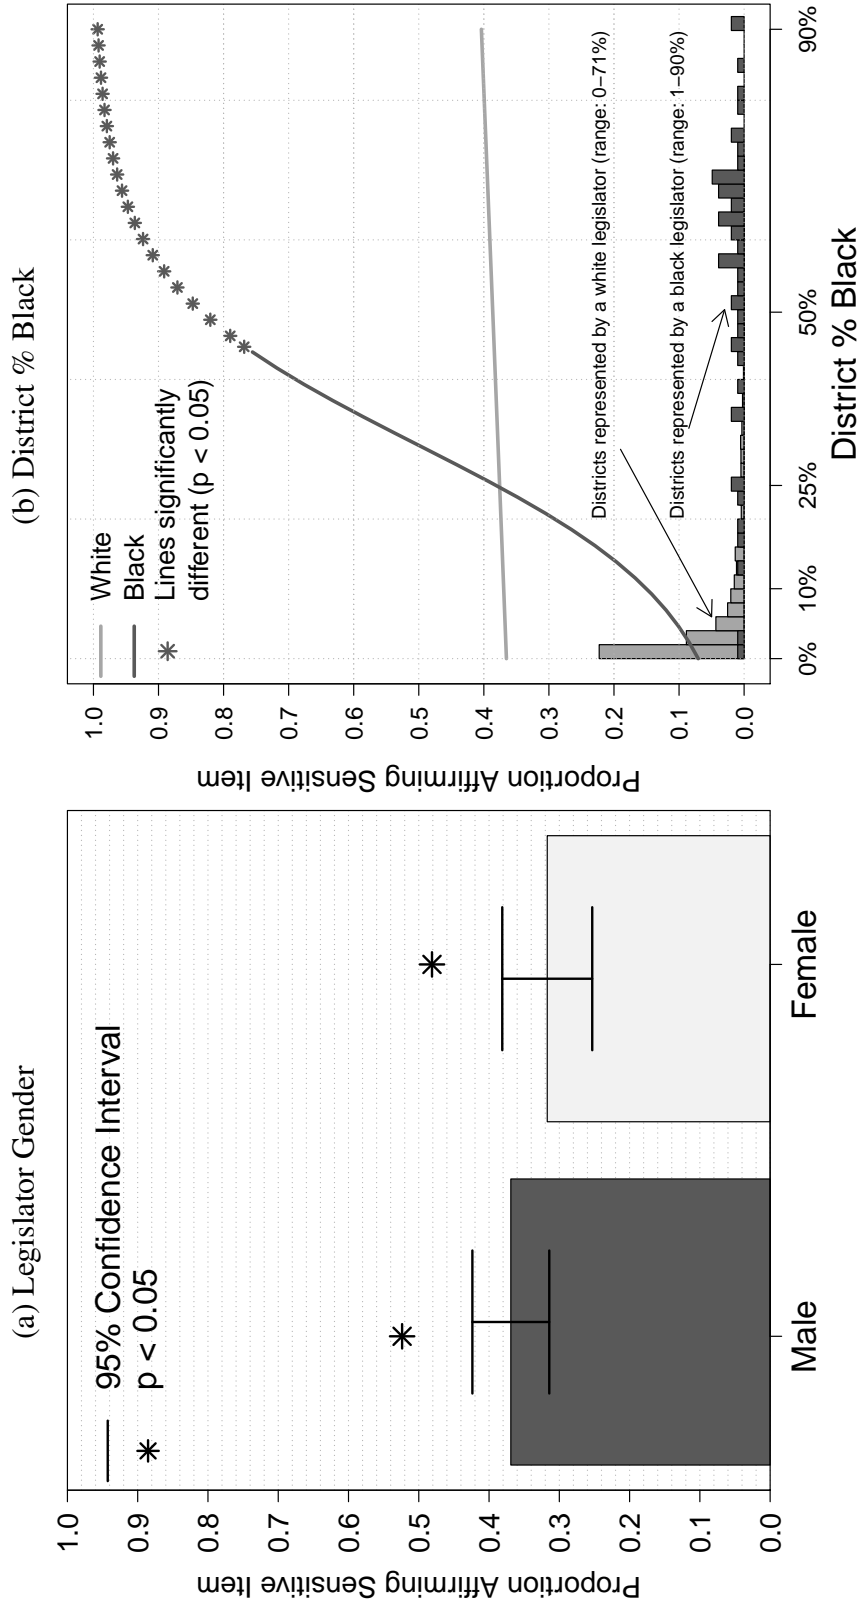 (a) Legislator Gender
Proportion Affirming Sensitive Item
1.0
0.9
0.8
0.7
0.6
0.5
0.4
0.3
0.2
0.1
0.0
95% Confidence Interval
p < 0.05
Male
Female
(b) District % Black
Proportion Affirming Sensitive Item
1.0
0.9
0.8
0.7
0.6
0.5
0.4
0.3
0.2
0.1
0.0
White
Black
Lines significantly
different (p < 0.05)
Districts represented by a white legislator (range: 0−71%)
Districts represented by a black legislator (range: 1−90%)
0%
10%
25%
50%
90%
District % Black